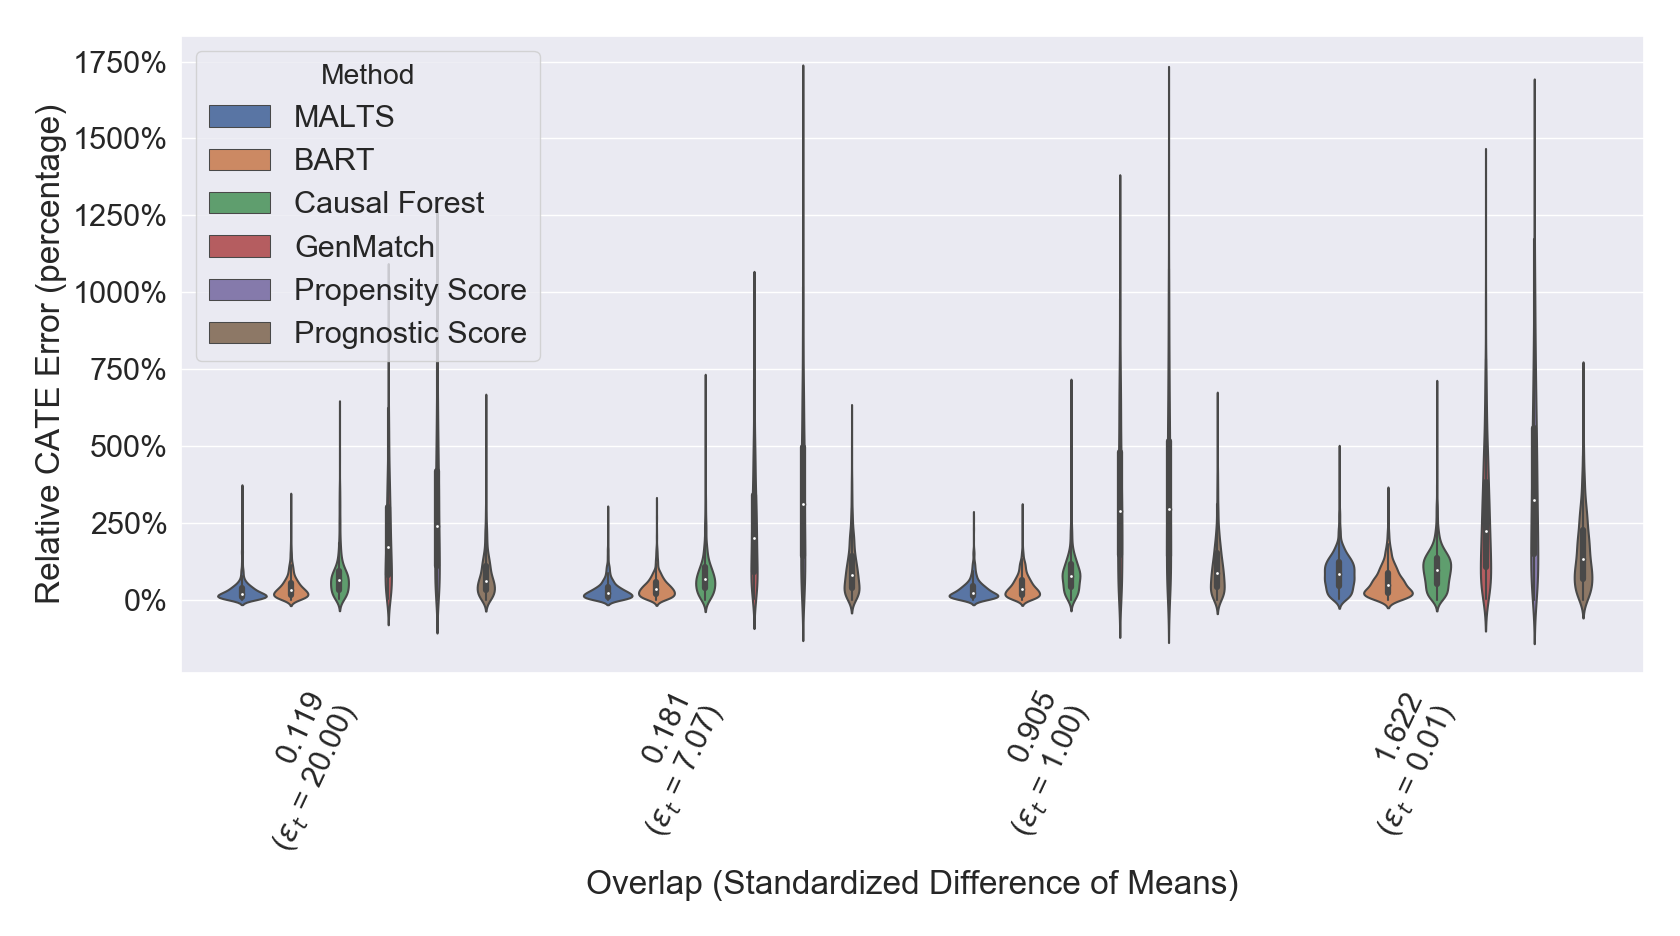 Relative CATE Error (percentage)
1750%
1500%
1250%
1000%
750%
500%
250%
0%
Method
MALTS
BART
Causal Forest
GenMatch
Propensity Score
Prognostic Score
0.119
(εt = 20.00)
0.181
(εt = 7.07)
0.905
(εt = 1.00)
1.622
(εt = 0.01)
Overlap (Standardized Difference of Means)